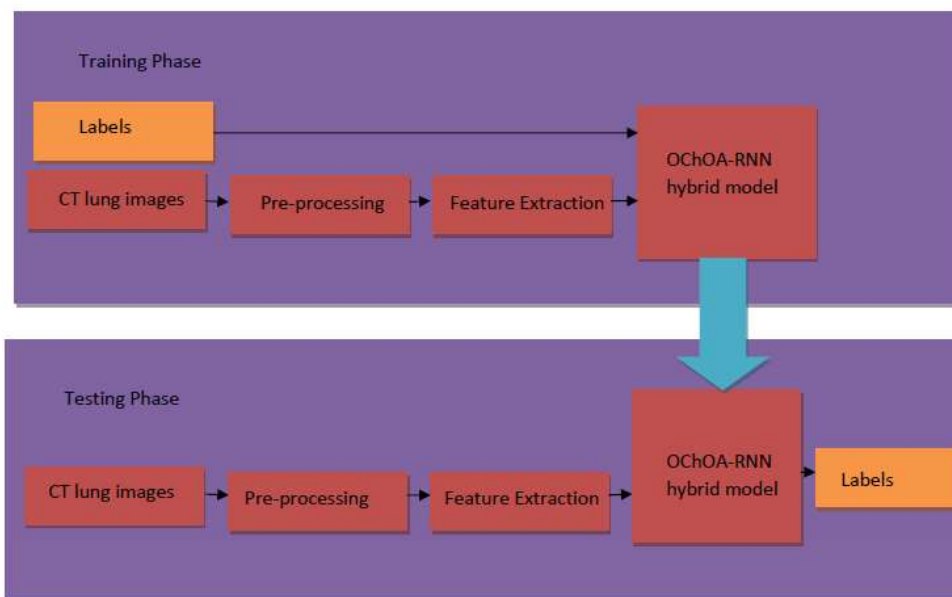 Training Phase
Labels
OChOA-RNN
hybrid model
CT lung images
Pre-processing
Feature Extraction
Testing Phase
CT lung images
Pre-processing
Feature Extraction
OChOA-RNN
hybrid model
Labels